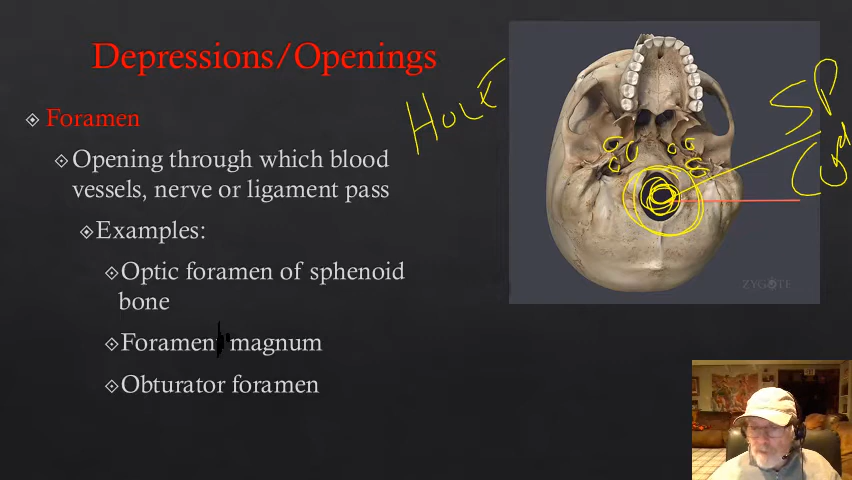 Depressions/Openings
Foramen
Opening through which blood
vessels, nerve or ligament pass
Examples:
Optic foramen of sphenoid
bone
Foramen magnum
Obturator foramen
HOLE
SP
Cord
ZYGOTE